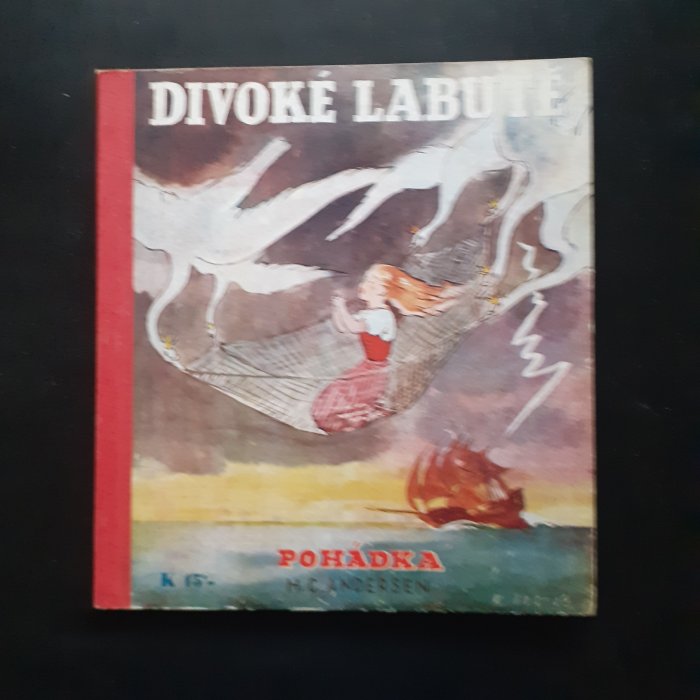 DIVOKÉ LABUTĚ
POHÁDKA
K 15'-
H. C. ANDERSEN